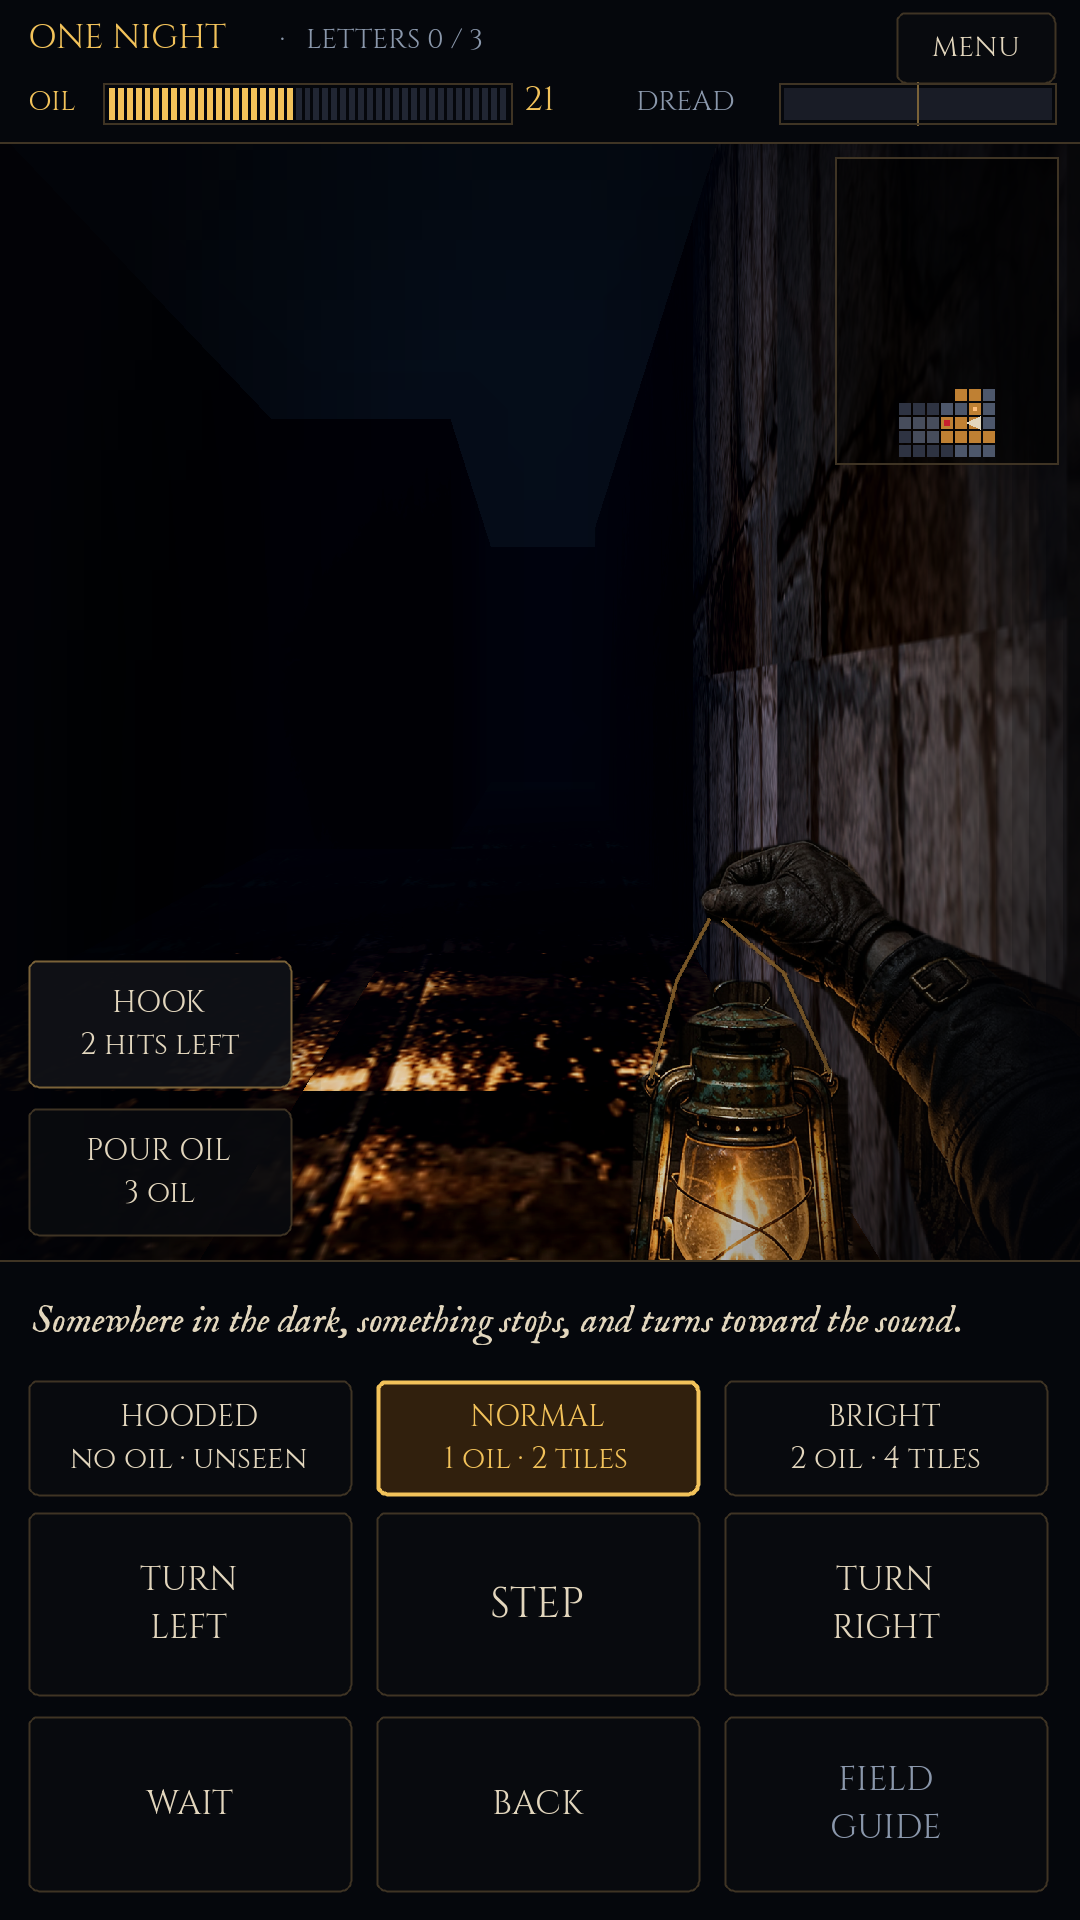 ONE NIGHT · LETTERS 0 / 3
MENU
OIL 21 DREAD
HOOK
2 HITS LEFT
POUR OIL
3 OIL
Somewhere in the dark, something stops, and turns toward the sound.
HOODED
NO OIL · UNSEEN
NORMAL
1 OIL · 2 TILES
BRIGHT
2 OIL · 4 TILES
TURN
LEFT
STEP
TURN
RIGHT
WAIT
BACK
FIELD
GUIDE